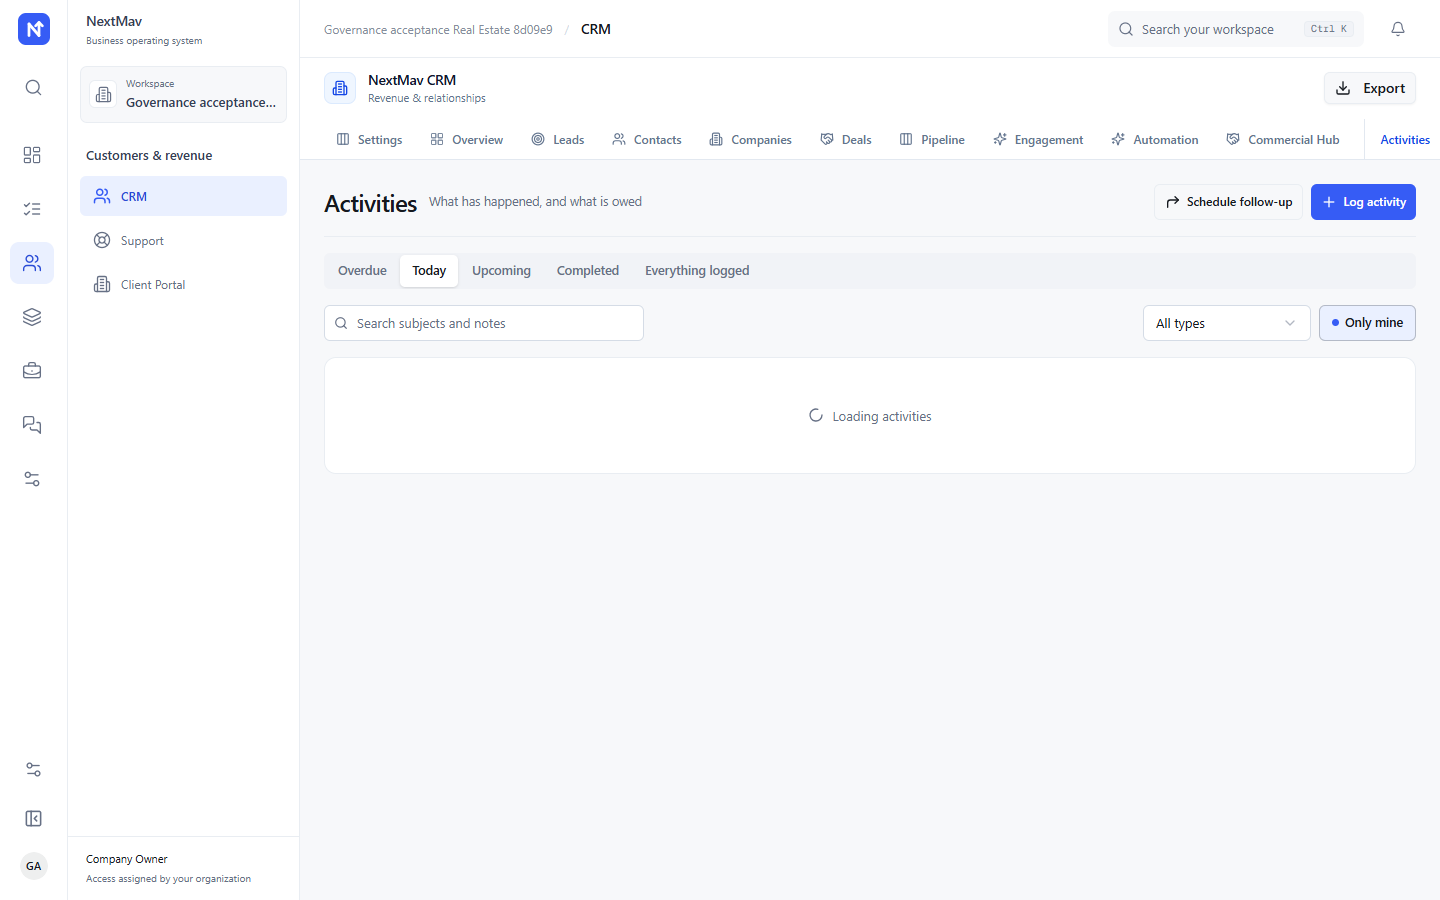 NextMav
Business operating system
Workspace
Governance acceptance...
Customers & revenue
CRM
Support
Client Portal
Company Owner
Access assigned by your organization
GA
Governance acceptance Real Estate 8d09e9 / CRM
Search your workspace Ctrl K
NextMav CRM
Revenue & relationships
Export
Settings Overview Leads Contacts Companies Deals Pipeline Engagement Automation Commercial Hub Activities
Activities What has happened, and what is owed
Schedule follow-up Log activity
Overdue Today Upcoming Completed Everything logged
Search subjects and notes All types Only mine
Loading activities